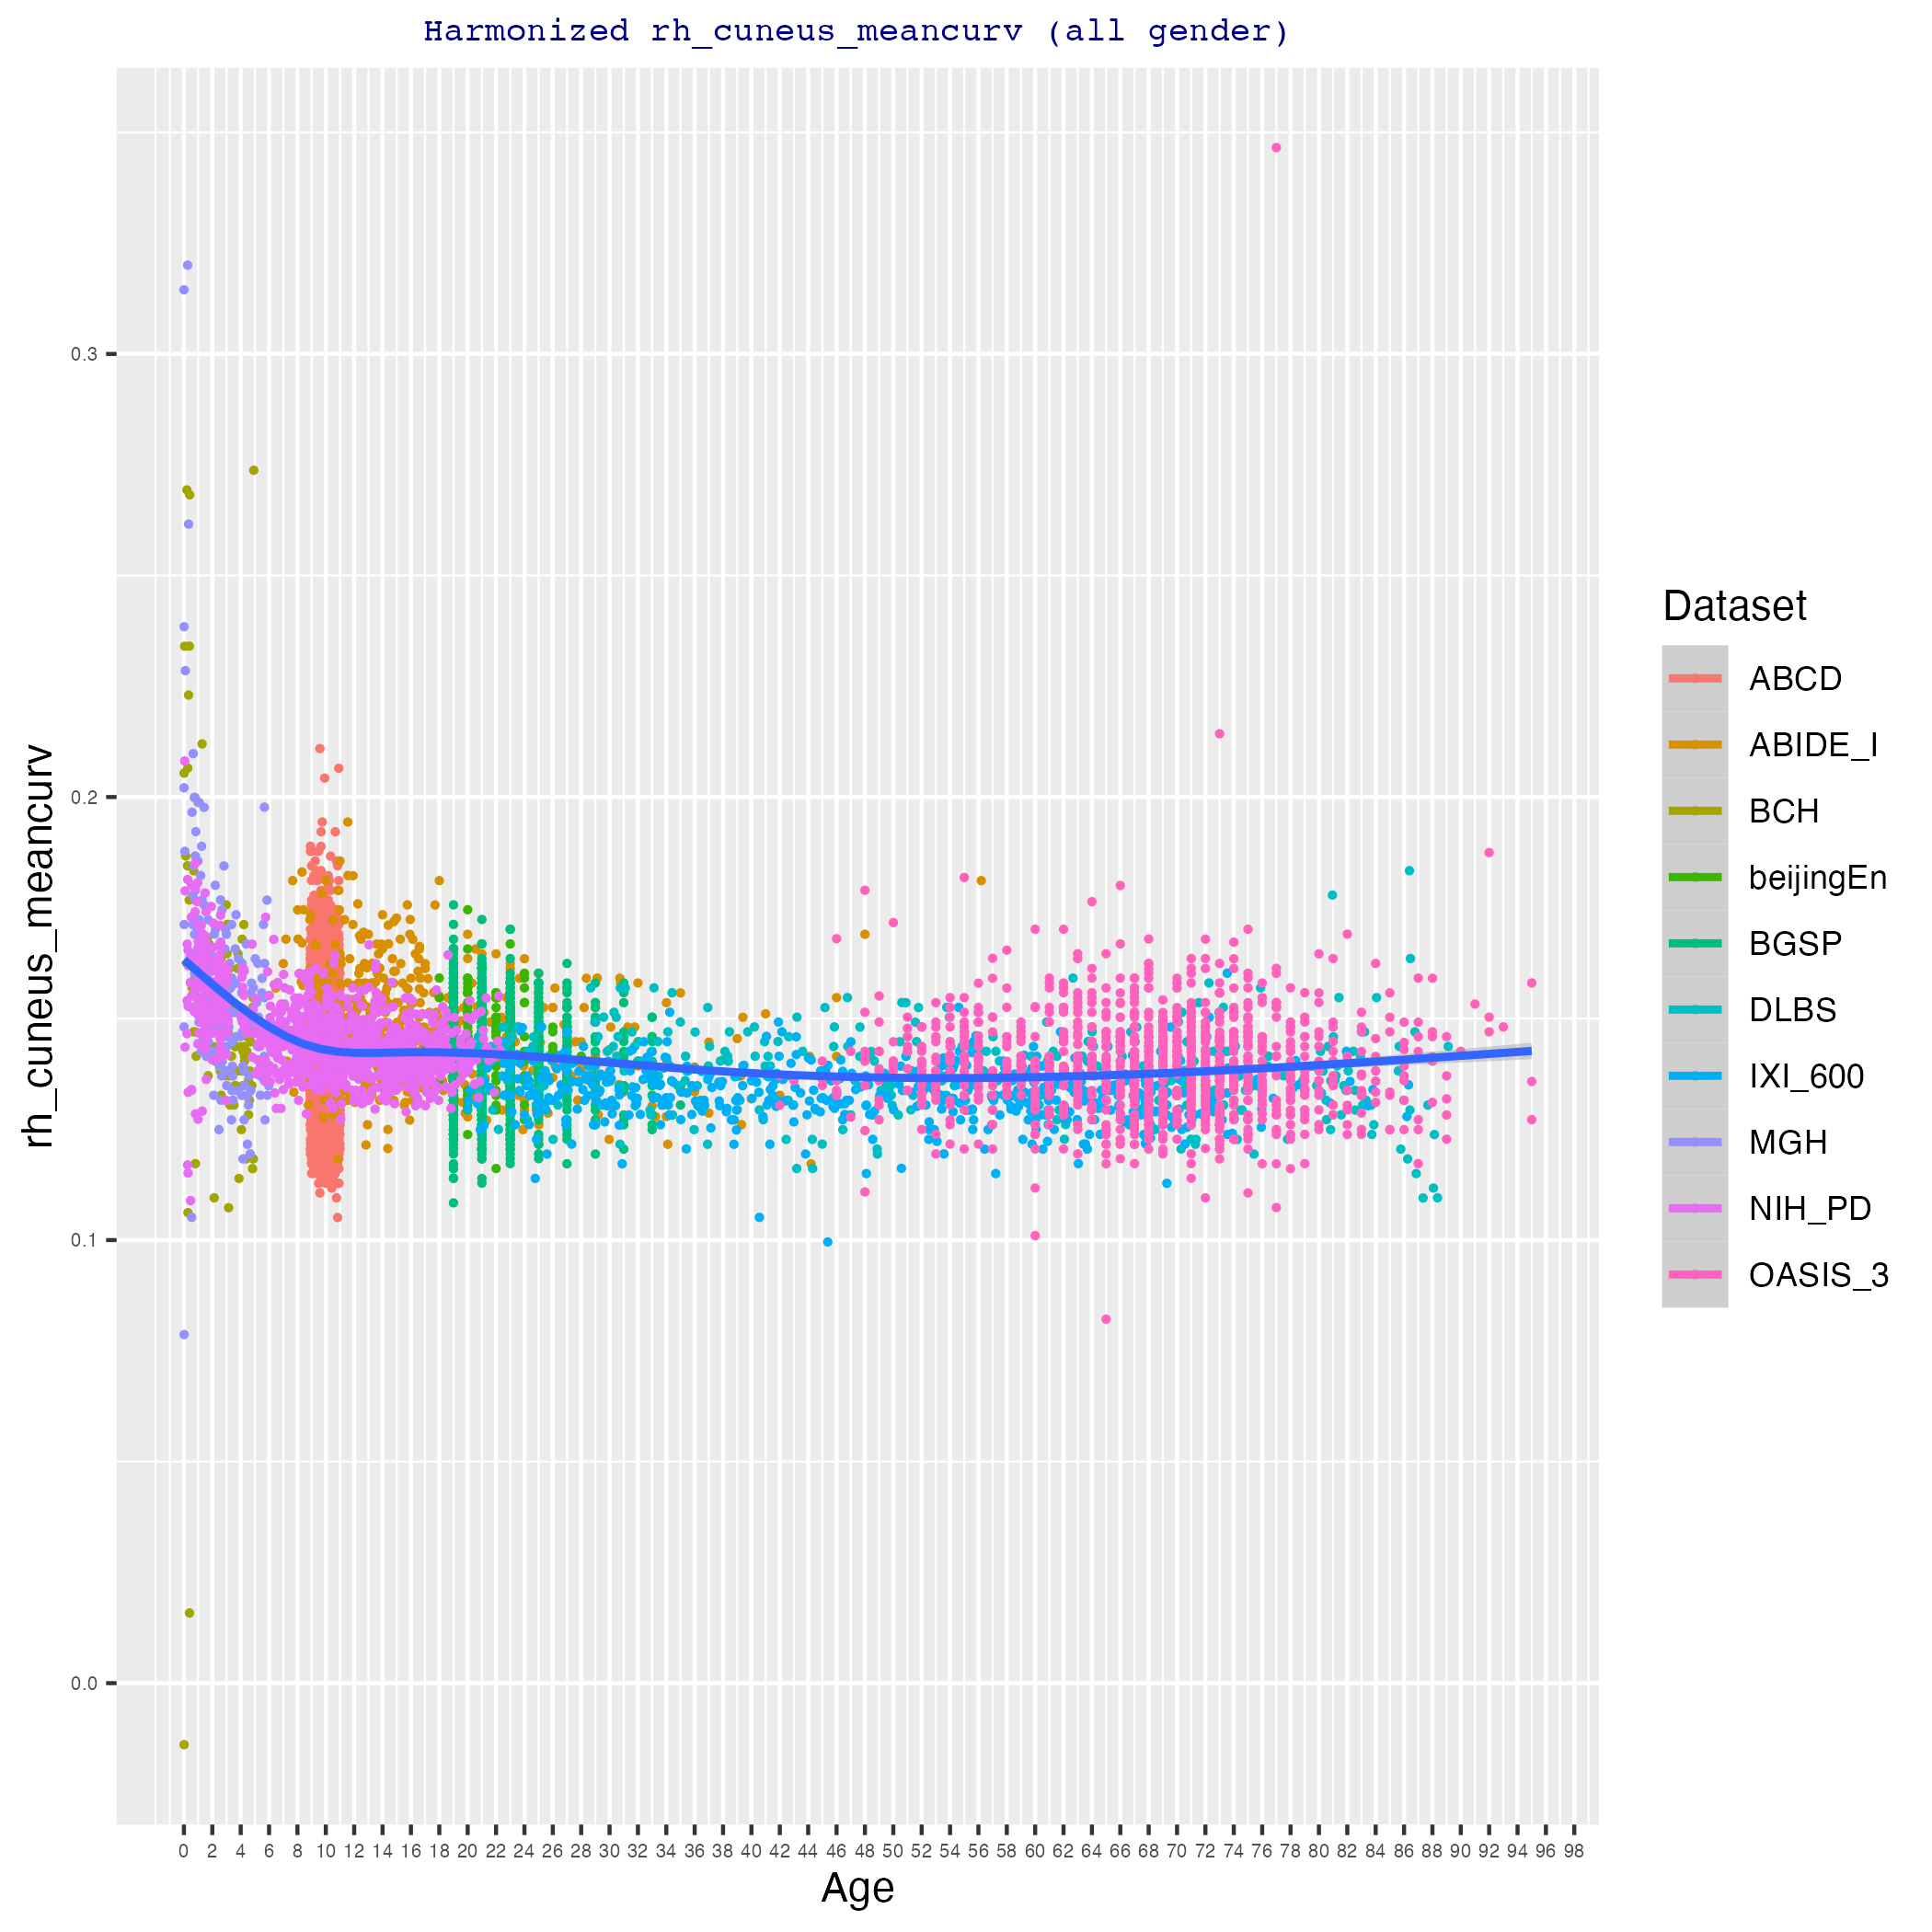 Harmonized rh_cuneus_meancurv (all gender)
rh_cuneus_meancurv
0.3
0.2
0.1
0.0
0 2 4 6 8 10 12 14 16 18 20 22 24 26 28 30 32 34 36 38 40 42 44 46 48 50 52 54 56 58 60 62 64 66 68 70 72 74 76 78 80 82 84 86 88 90 92 94 96 98
Age
Dataset
ABCD
ABIDE_I
BCH
beijingEn
BGSP
DLBS
IXI_600
MGH
NIH_PD
OASIS_3